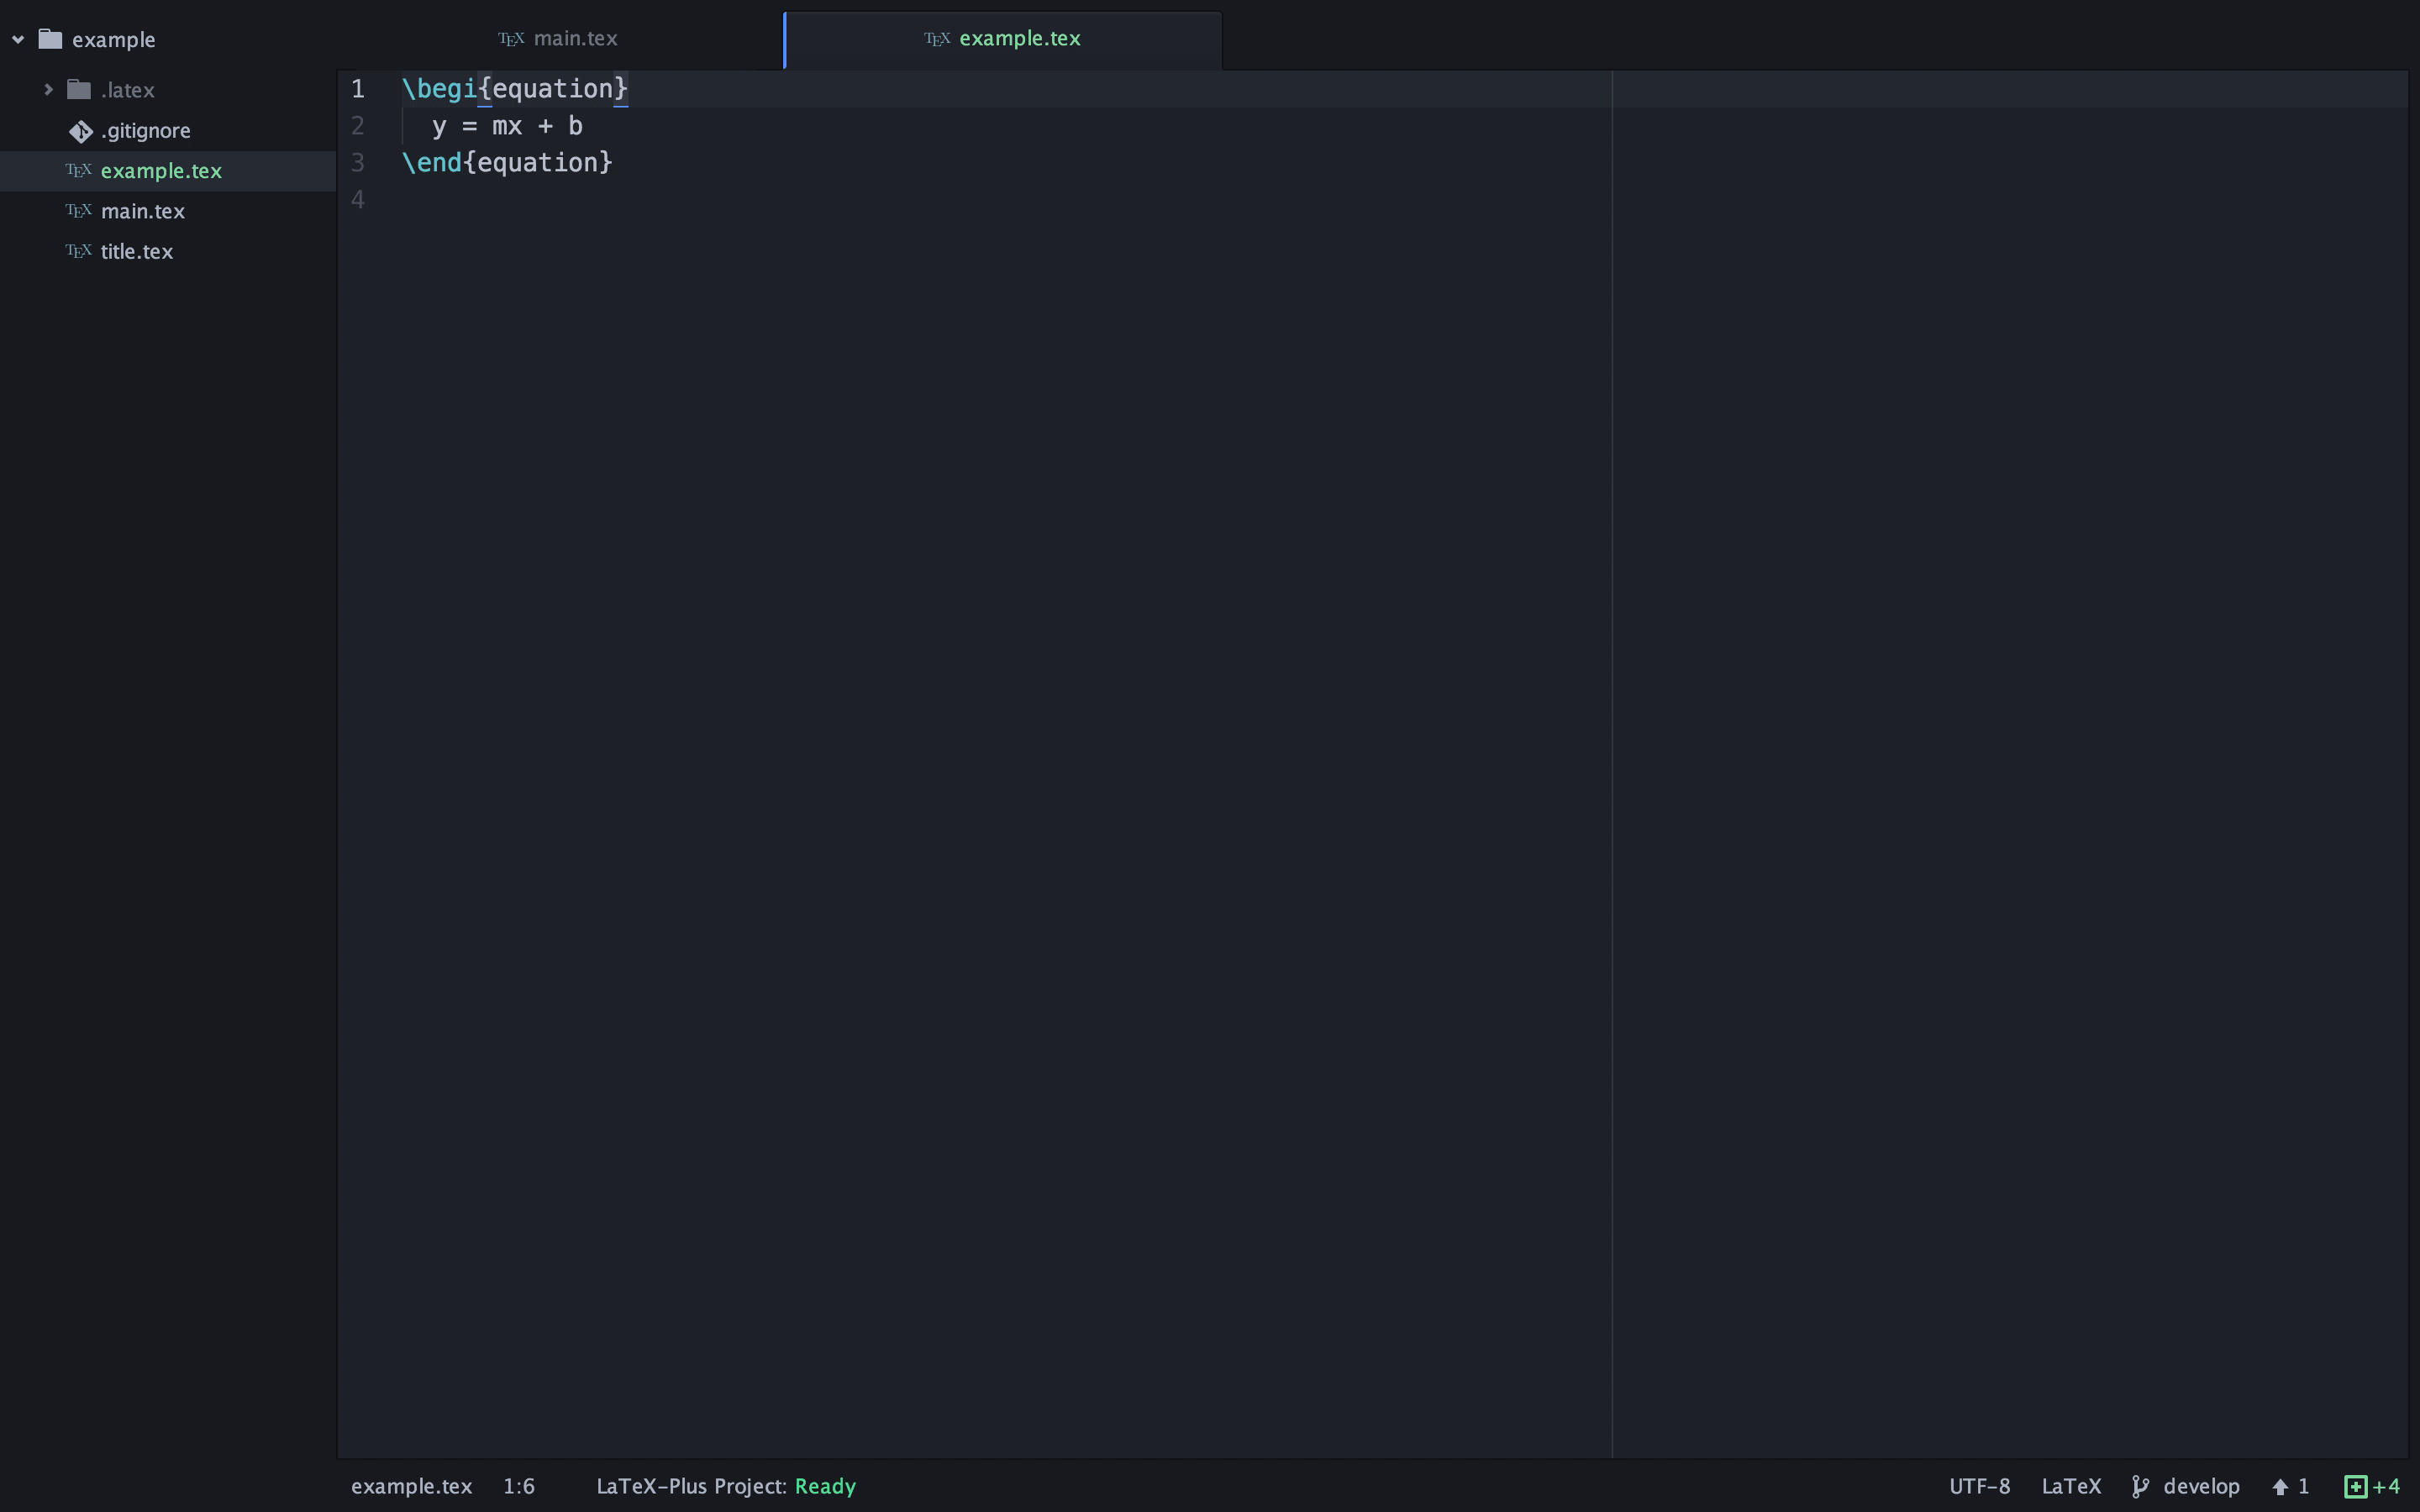 example
.latex
.gitignore
TEX example.tex
TEX main.tex
TEX title.tex
TEX main.tex
TEX example.tex
1 \begi{equation}
2 y = mx + b
3 \end{equation}
4
example.tex 1:6 LaTeX-Plus Project: Ready UTF-8 LaTeX develop 1 +4